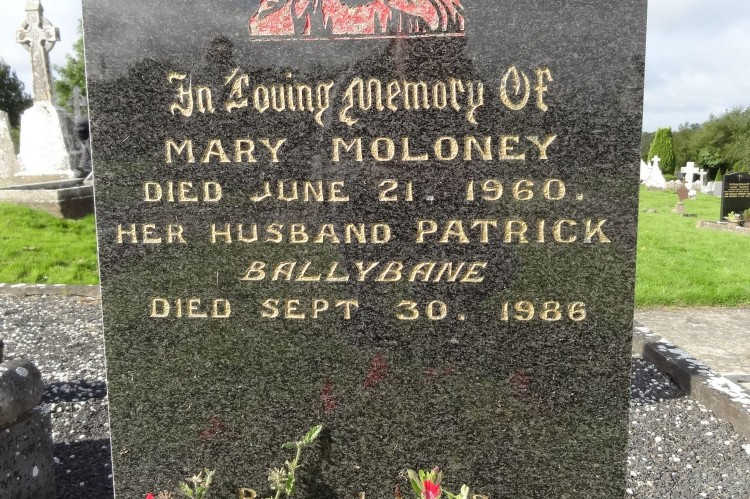 In Loving Memory Of
MARY MOLONEY
DIED JUNE 21. 1960.
HER HUSBAND PATRICK
BALLYBANE
DIED SEPT 30. 1986